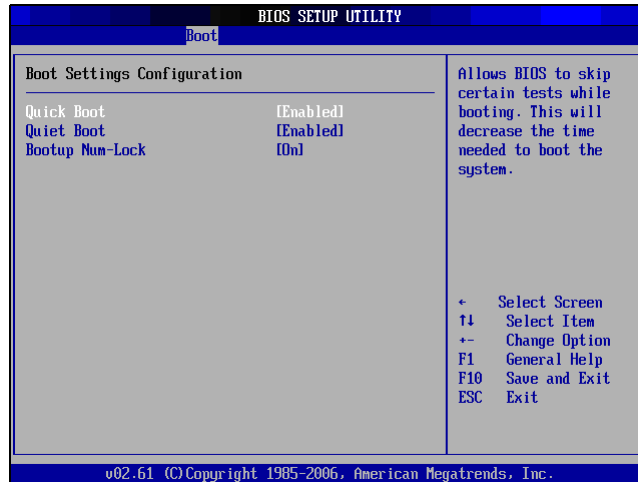 BIOS SETUP UTILITY
Boot
Boot Settings Configuration
Quick Boot [Enabled]
Quiet Boot [Enabled]
Bootup Num-Lock [On]
Allows BIOS to skip
certain tests while
booting. This will
decrease the time
needed to boot the
system.
← Select Screen
↑↓ Select Item
+- Change Option
F1 General Help
F10 Save and Exit
ESC Exit
v02.61 (C)Copyright 1985-2006, American Megatrends, Inc.